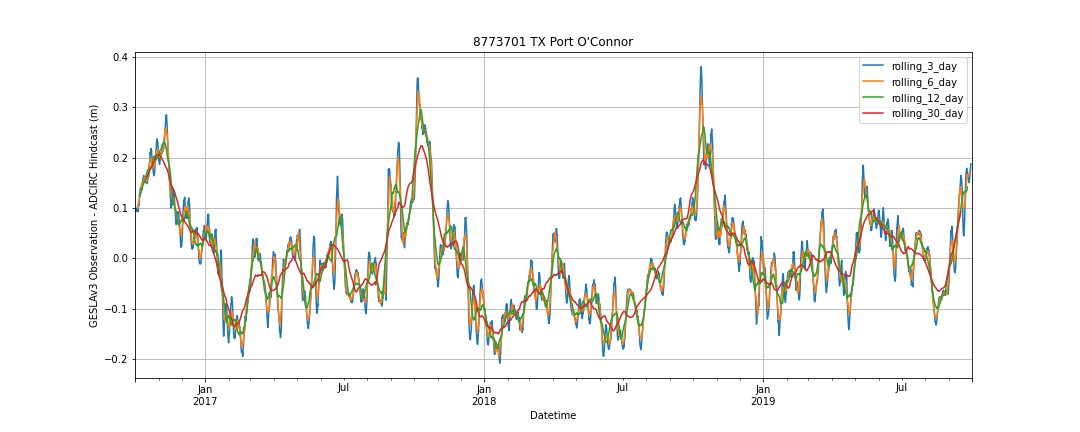 8773701 TX Port O'Connor
GESLAv3 Observation - ADCIRC Hindcast (m)
0.4
0.3
0.2
0.1
0.0
−0.1
−0.2
rolling_3_day
rolling_6_day
rolling_12_day
rolling_30_day
Jan
2017
Jul
Jan
2018
Jul
Jan
2019
Jul
Datetime